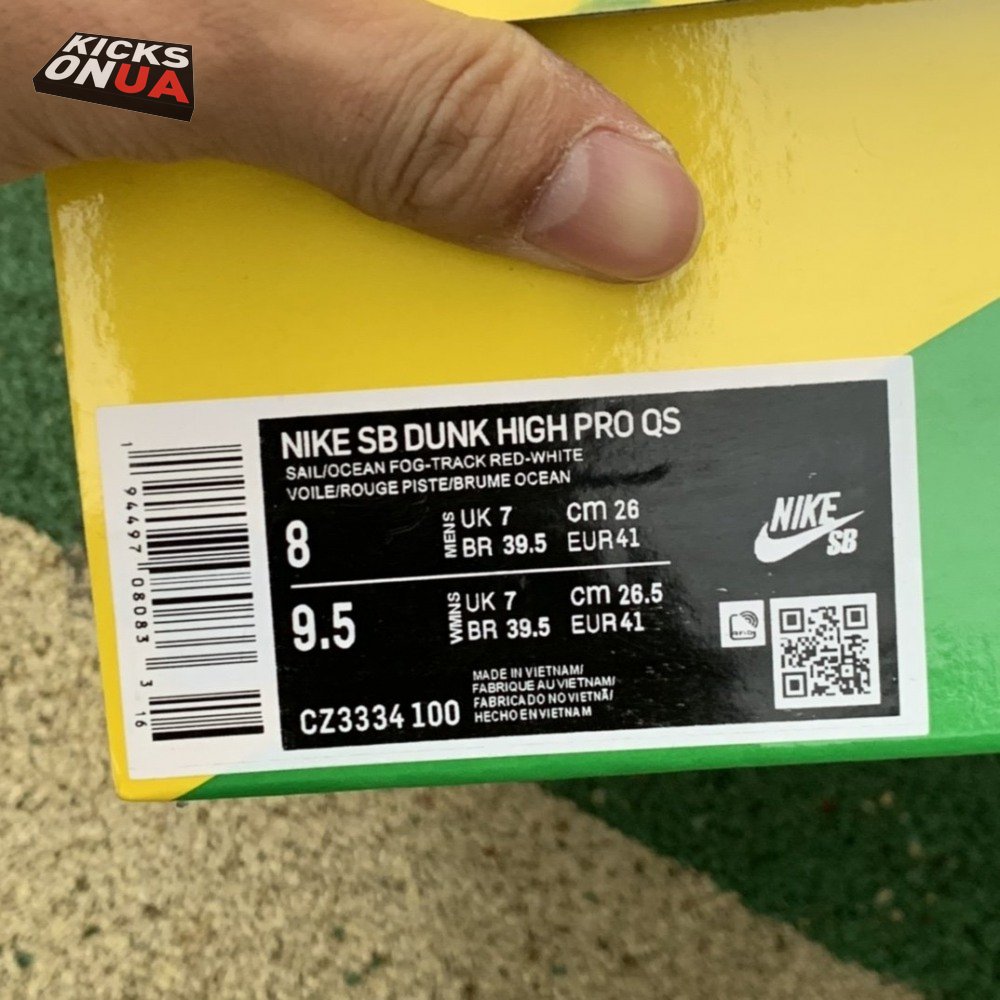 KICKS
ONUA
NIKE SB DUNK HIGH PRO QS
SAIL/OCEAN FOG-TRACK RED-WHITE
VOILE/ROUGE PISTE/BRUME OCEAN
8
MENS
UK 7
CM 26
BR 39.5
EUR 41
9.5
WMNS
UK 7
CM 26.5
BR 39.5
EUR 41
MADE IN VIETNAM/
FABRIQUE AU VIETNAM/
FABRICADO NO VIETNÃ/
HECHO EN VIETNAM
CZ3334 100
NIKE
SB
1 94497 08083 3
16